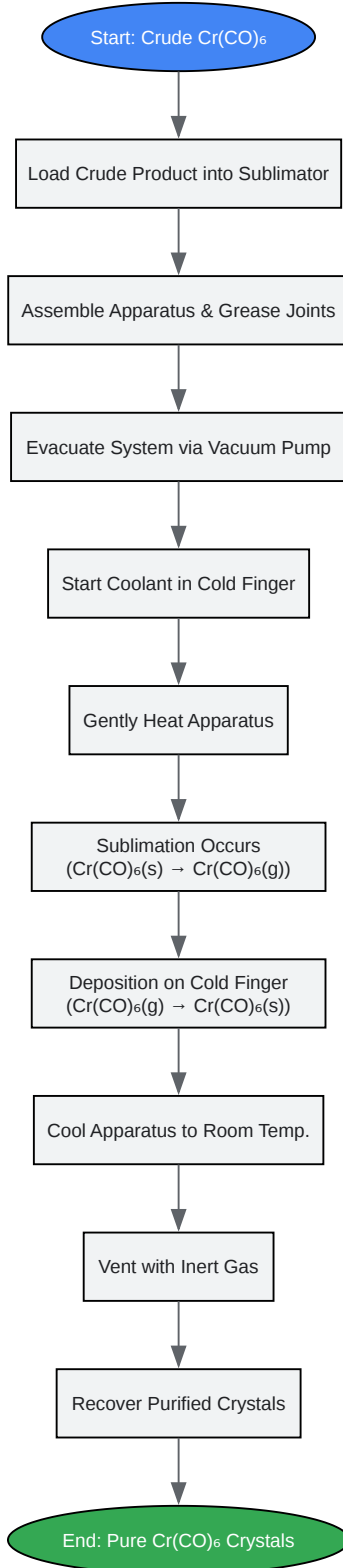 Start: Crude Cr(CO)₆
Load Crude Product into Sublimator
Assemble Apparatus & Grease Joints
Evacuate System via Vacuum Pump
Start Coolant in Cold Finger
Gently Heat Apparatus
Sublimation Occurs
(Cr(CO)₆(s) → Cr(CO)₆(g))
Deposition on Cold Finger
(Cr(CO)₆(g) → Cr(CO)₆(s))
Cool Apparatus to Room Temp.
Vent with Inert Gas
Recover Purified Crystals
End: Pure Cr(CO)₆ Crystals